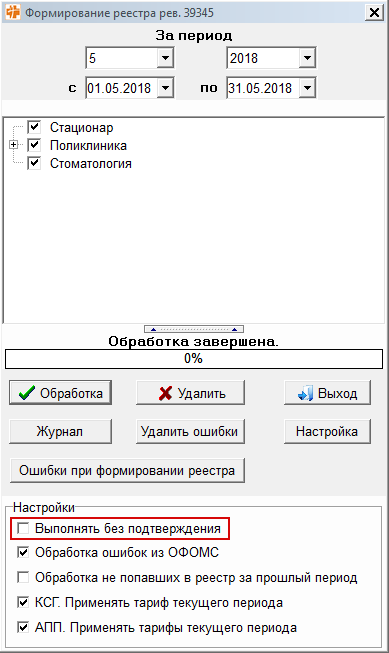 Формирование реестра рев. 39345
За период
5 2018
с 01.05.2018 по 31.05.2018
Стационар
Поликлиника
Стоматология
Обработка завершена.
0%
Обработка Удалить Выход
Журнал Удалить ошибки Настройка
Ошибки при формировании реестра
Настройки
Выполнять без подтверждения
Обработка ошибок из ОФОМС
Обработка не попавших в реестр за прошлый период
КСГ. Применять тариф текущего периода
АПП. Применять тарифы текущего периода